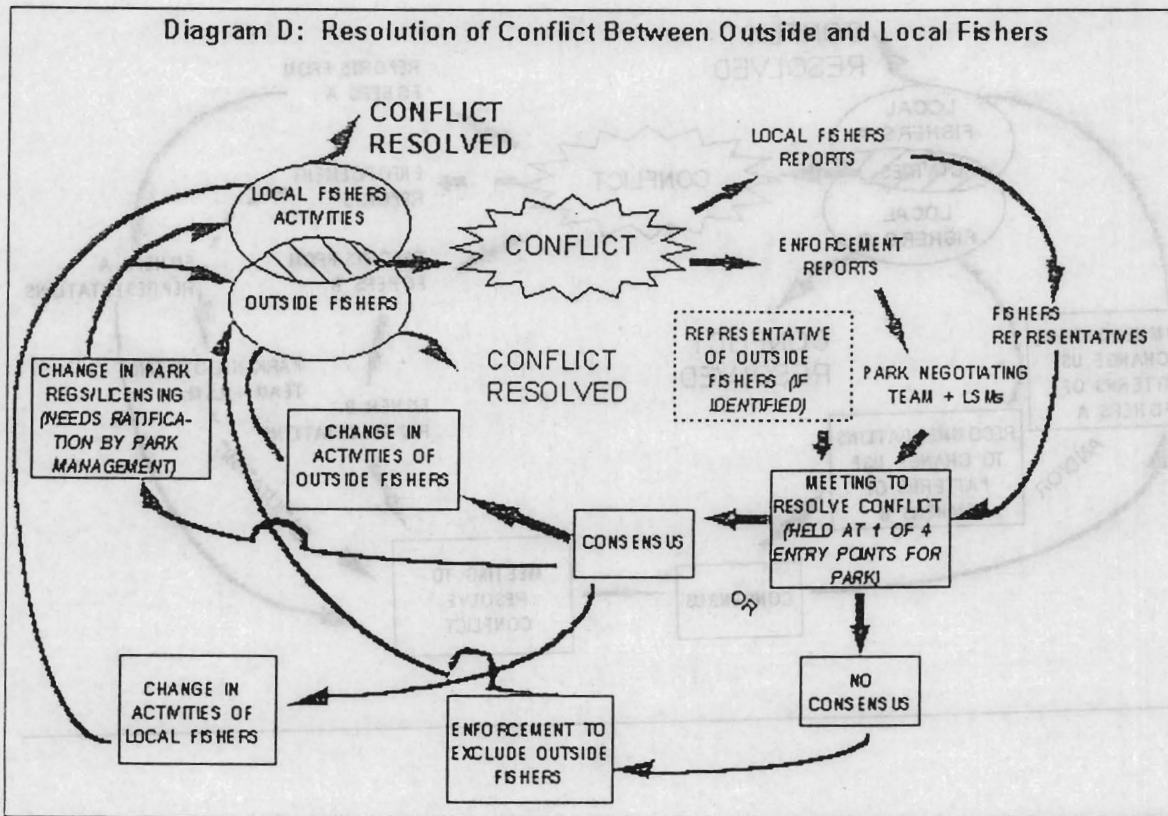 Diagram D: Resolution of Conflict Between Outside and Local Fishers
CONFLICT
RESOLVED
LOCAL FISHERS
ACTIVITIES
OUTSIDE FISHERS
CONFLICT
LOCAL FISHERS
REPORTS
ENFORCEMENT
REPORTS
FISHERS
REPRESENTATIVES
REPRESENTATIVE
OF OUTSIDE
FISHERS (IF
IDENTIFIED)
PARK NEGOTIATING
TEAM + LSMs
CONFLICT
RESOLVED
CHANGE IN PARK
REGS/LICENSING
(NEEDS RATIFICA-
TION BY PARK
MANAGEMENT)
CHANGE IN
ACTIVITIES OF
OUTSIDE FISHERS
MEETING TO
RESOLVE CONFLICT
(HELD AT 1 OF 4
ENTRY POINTS FOR
PARK)
CONSENSUS
OR
NO
CONSENSUS
CHANGE IN
ACTIVITIES OF
LOCAL FISHERS
ENFORCEMENT TO
EXCLUDE OUTSIDE
FISHERS